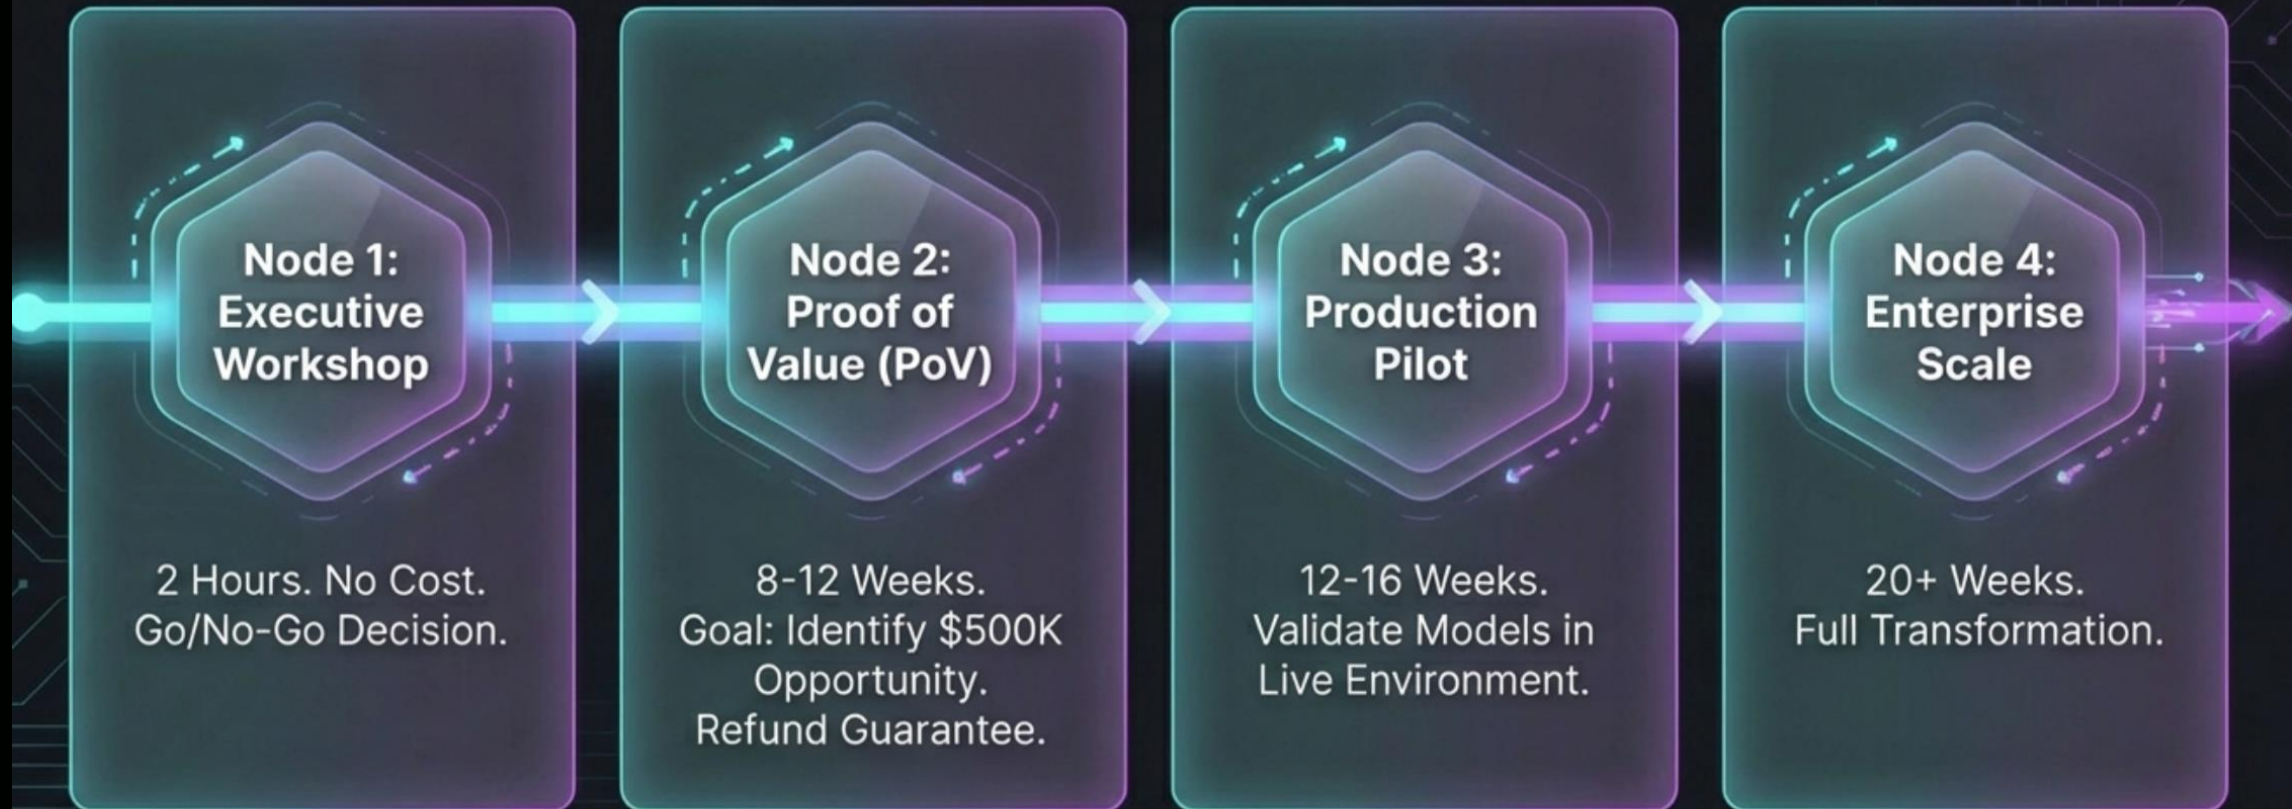 Node 1:
Executive
Workshop
2 Hours. No Cost.
Go/No-Go Decision.
Node 2:
Proof of
Value (PoV)
8-12 Weeks.
Goal: Identify $500K
Opportunity.
Refund Guarantee.
Node 3:
Production
Pilot
12-16 Weeks.
Validate Models in
Live Environment.
Node 4:
Enterprise
Scale
20+ Weeks.
Full Transformation.